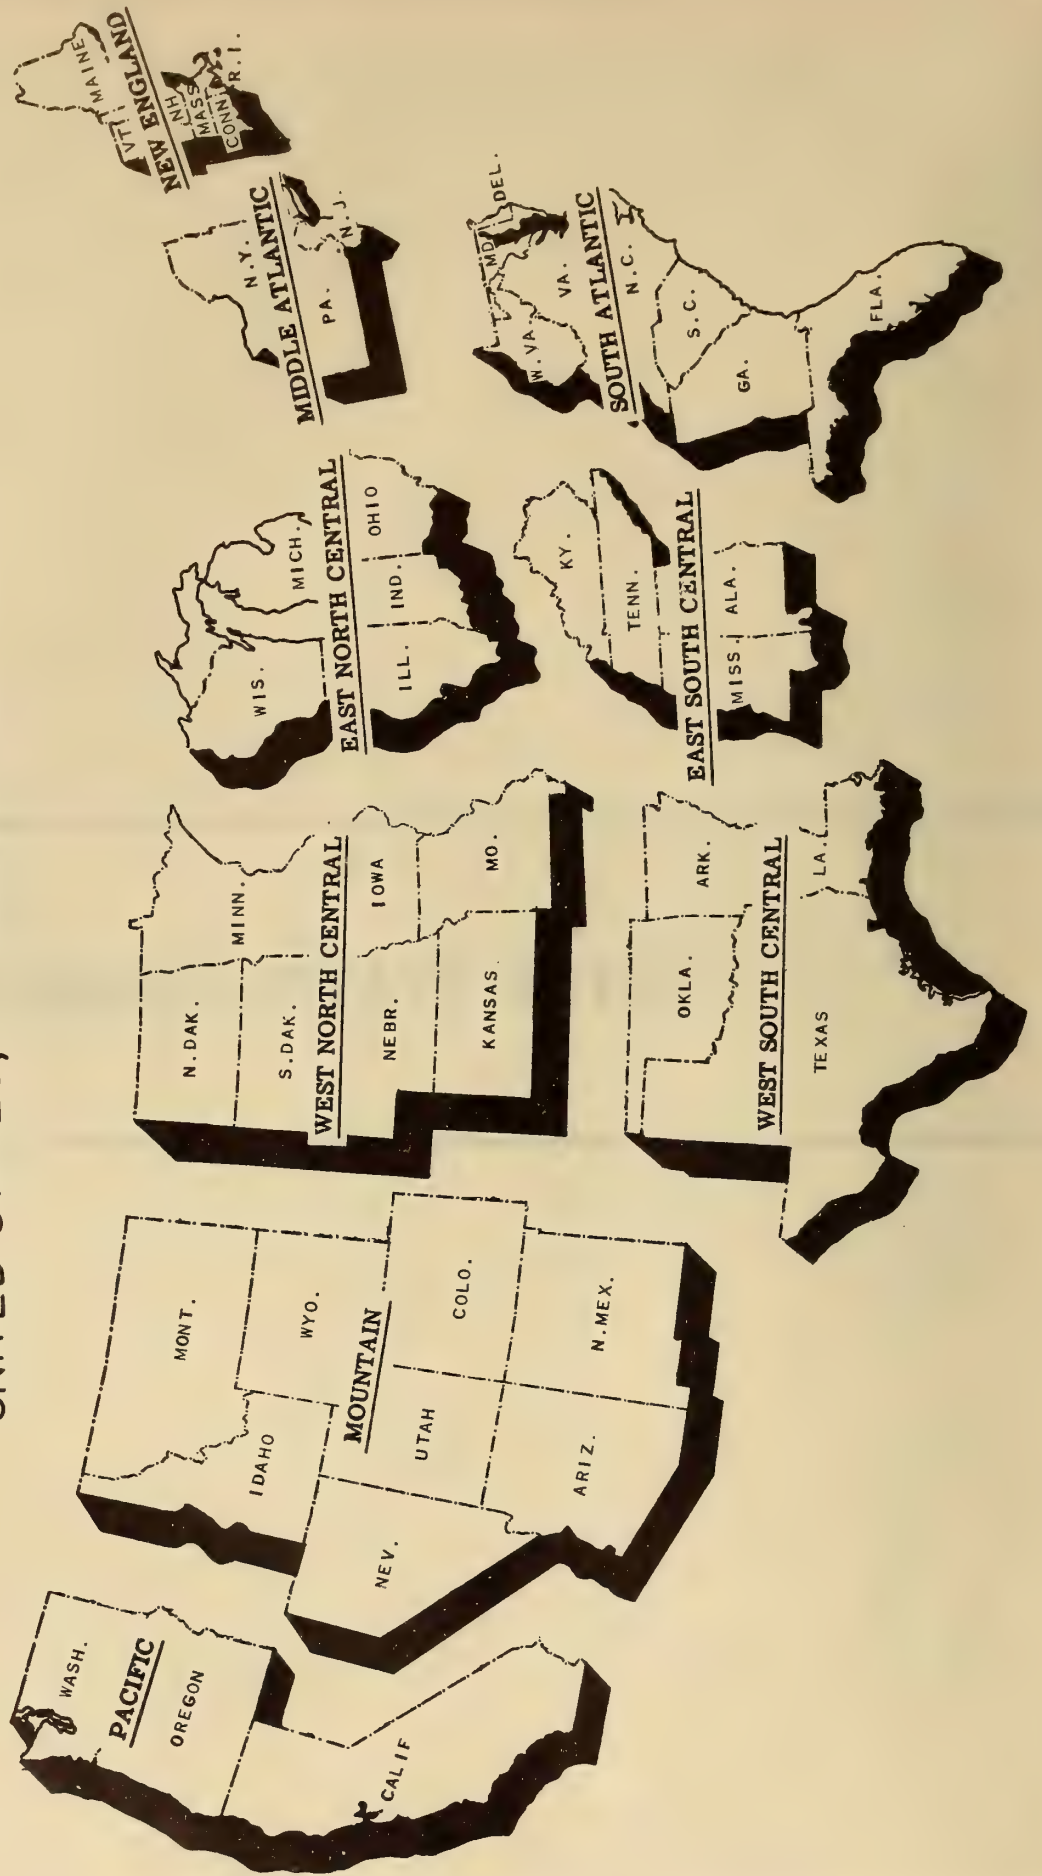 WASH.
PACIFIC
OREGON
CALIF
MONT.
IDAHO
WYO.
MOUNTAIN
NEV.
UTAH
COLO.
ARIZ.
N.MEX.
N.DAK.
MINN.
S.DAK.
WEST NORTH CENTRAL
NEBR.
IOWA
KANSAS
MO.
OKLA.
ARK.
WEST SOUTH CENTRAL
TEXAS
LA.
WIS.
MICH.
EAST NORTH CENTRAL
ILL.
IND.
OHIO
KY.
TENN.
EAST SOUTH CENTRAL
MISS.
ALA.
N.Y.
MIDDLE ATLANTIC
PA.
N.J.
W.VA.
MD.
DEL.
VA.
SOUTH ATLANTIC
N.C.
S.C.
GA.
FLA.
MAINE
VT.
NEW ENGLAND
NH
MASS
CONN
R.I.